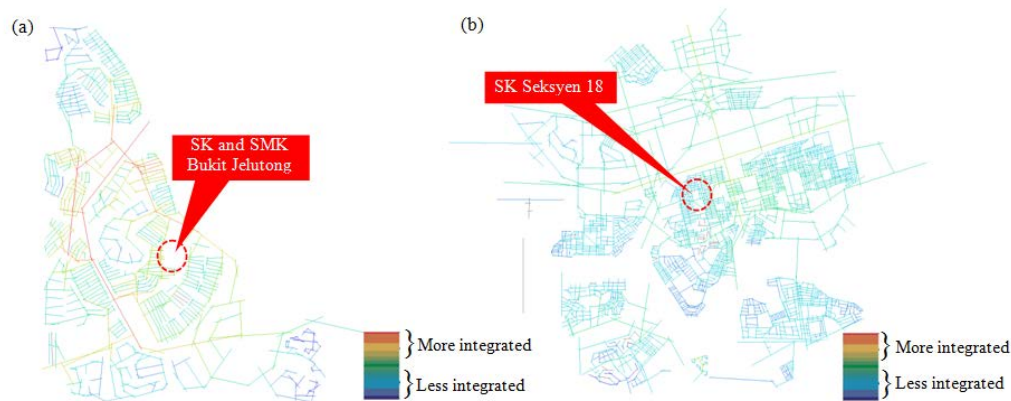 (a)
SK and SMK
Bukit Jelutong
More integrated
Less integrated
(b)
SK Seksyen 18
More integrated
Less integrated